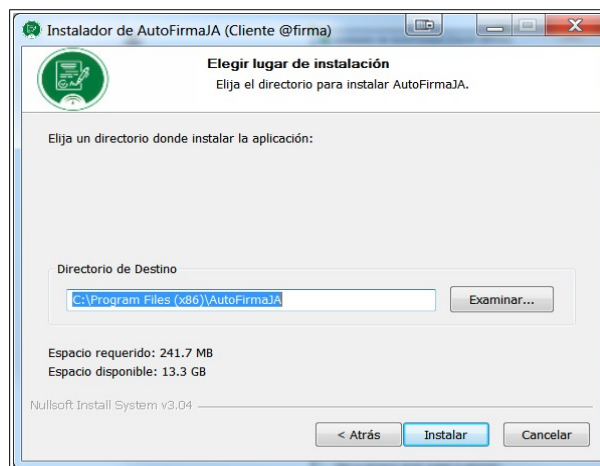 Instalador de AutoFirmaJA (Cliente @firma)
Elegir lugar de instalación
Elija el directorio para instalar AutoFirmaJA.
Elija un directorio donde instalar la aplicación:
Directorio de Destino
C:\Program Files (x86)\AutoFirmaJA
Examinar...
Espacio requerido: 241.7 MB
Espacio disponible: 13.3 GB
Nullsoft Install System v3.04
< Atrás
Instalar
Cancelar